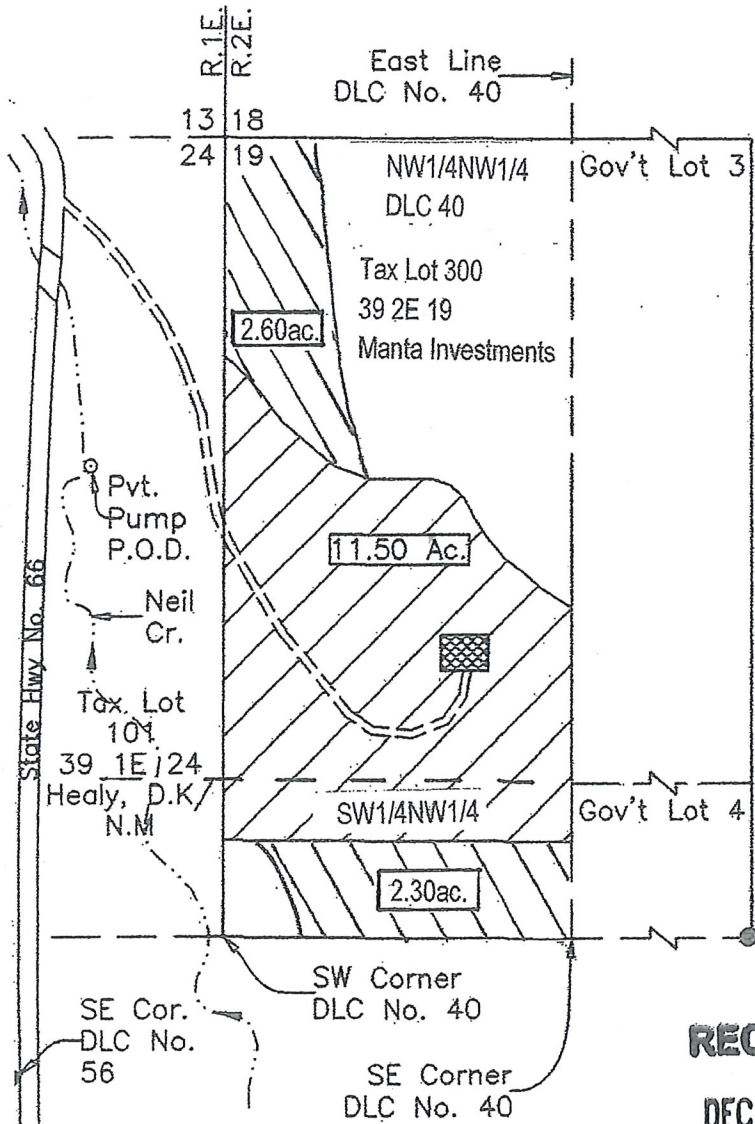 R.1E.
R.2E.
East Line
DLC No. 40
13 18
24 19
NW1/4NW1/4
DLC 40
Gov't Lot 3
Tax Lot 300
39 2E 19
Manta Investments
2.60ac.
Pvt.
Pump
P.O.D.
11.50 Ac.
Neil
Cr.
State Hwy No. 66
Tax Lot
101
39 1E 24
Healy, D.K/
N.M
SW1/4NW1/4
Gov't Lot 4
2.30ac.
SW Corner
DLC No. 40
SE Cor.
DLC No.
56
SE Corner
DLC No. 40